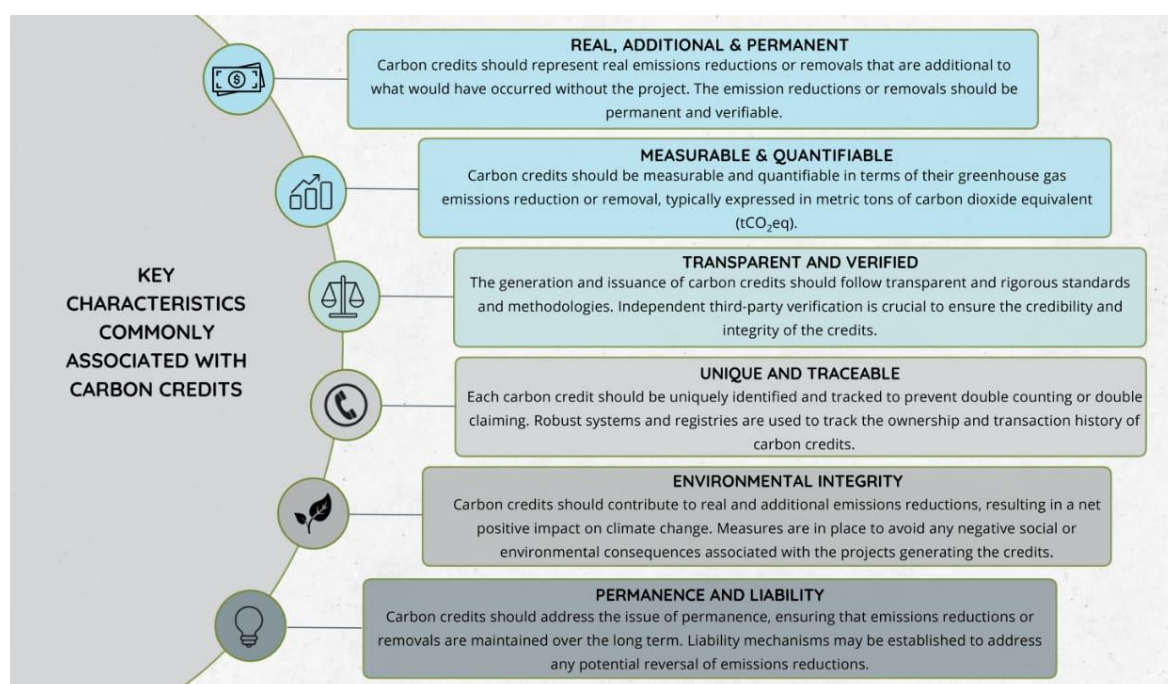 REAL, ADDITIONAL & PERMANENT
Carbon credits should represent real emissions reductions or removals that are additional to
what would have occurred without the project. The emission reductions or removals should be
permanent and verifiable.
MEASURABLE & QUANTIFIABLE
Carbon credits should be measurable and quantifiable in terms of their greenhouse gas
emissions reduction or removal, typically expressed in metric tons of carbon dioxide equivalent
(tCO₂eq).
KEY
CHARACTERISTICS
COMMONLY
ASSOCIATED WITH
CARBON CREDITS
TRANSPARENT AND VERIFIED
The generation and issuance of carbon credits should follow transparent and rigorous standards
and methodologies. Independent third-party verification is crucial to ensure the credibility and
integrity of the credits.
UNIQUE AND TRACEABLE
Each carbon credit should be uniquely identified and tracked to prevent double counting or double
claiming. Robust systems and registries are used to track the ownership and transaction history of
carbon credits.
ENVIRONMENTAL INTEGRITY
Carbon credits should contribute to real and additional emissions reductions, resulting in a net
positive impact on climate change. Measures are in place to avoid any negative social or
environmental consequences associated with the projects generating the credits.
PERMANENCE AND LIABILITY
Carbon credits should address the issue of permanence, ensuring that emissions reductions or
removals are maintained over the long term. Liability mechanisms may be established to address
any potential reversal of emissions reductions.